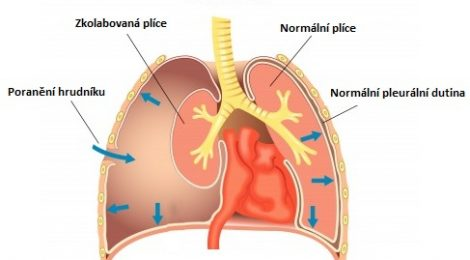 Zkolabovaná plíce
Normální plíce
Poranění hrudníku
Normální pleurální dutina